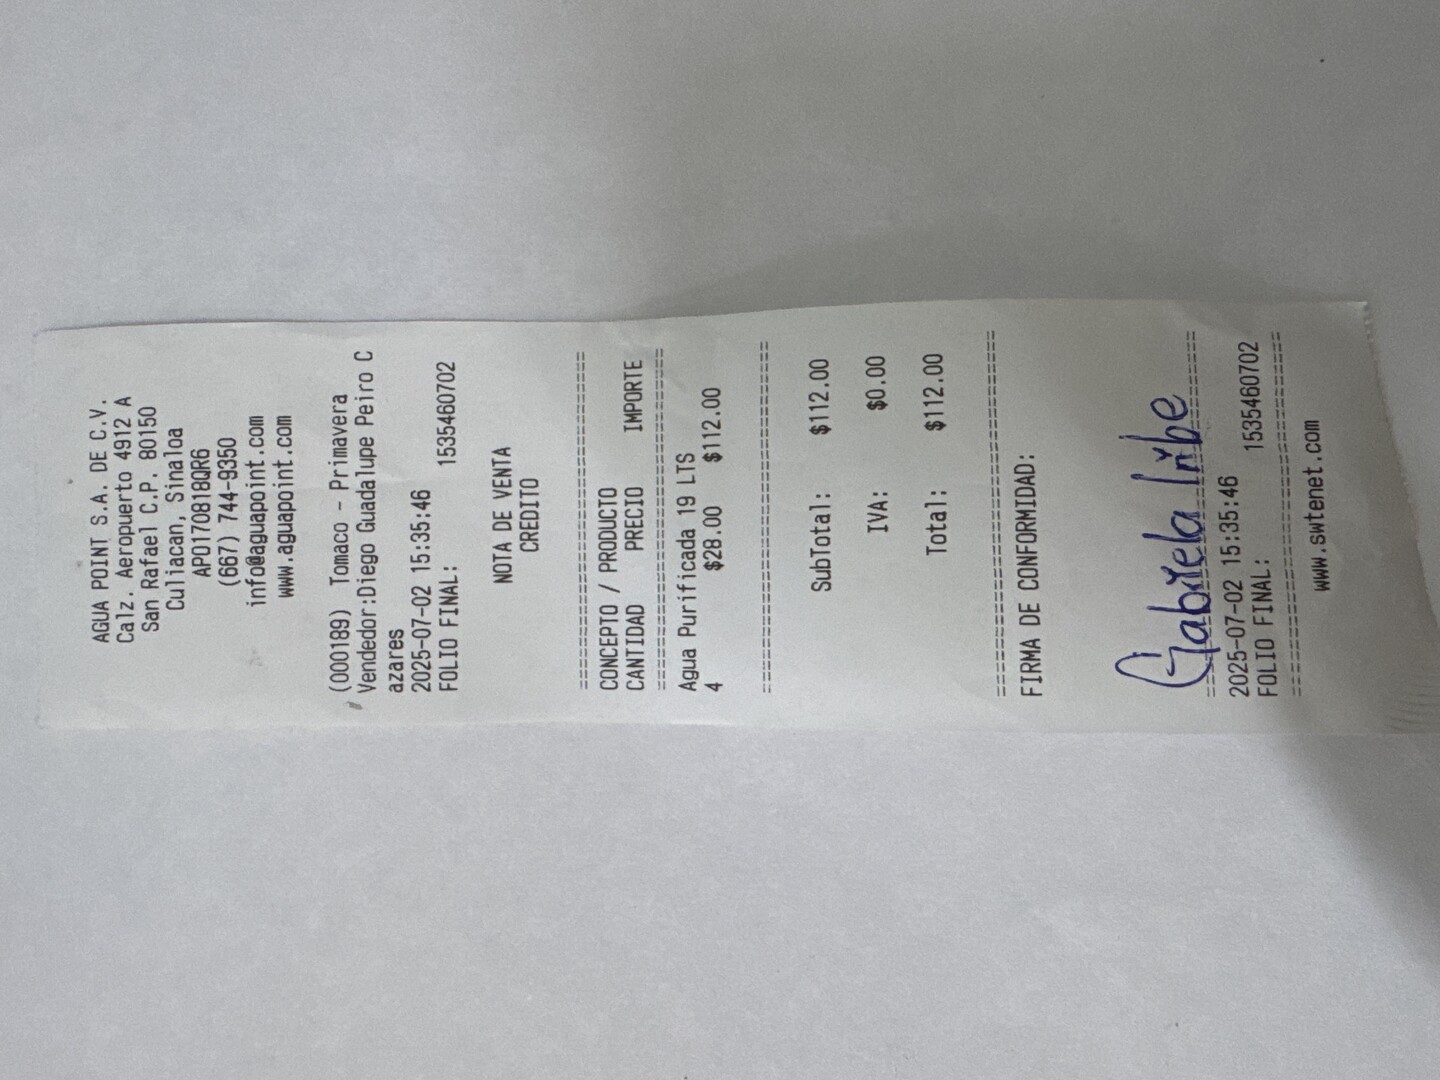 AGUA POINT S.A. DE C.V.
Calz. Aeropuerto 4912 A
San Rafael C.P. 80150
Culiacan, Sinaloa
APO170818QR6
(667) 744-9350
info@aguapoint.com
www.aguapoint.com
(000189) Tomaco - Primavera
Vendedor:Diego Guadalupe Peiro C
azares
2025-07-02 15:35:46
FOLIO FINAL: 1535460702
NOTA DE VENTA
CREDITO
================================
CONCEPTO / PRODUCTO
CANTIDAD PRECIO IMPORTE
================================
Agua Purificada 19 LTS
4 $28.00 $112.00
================================
SubTotal: $112.00
IVA: $0.00
Total: $112.00
================================
FIRMA DE CONFORMIDAD:
Gabriela Iribe
================================
2025-07-02 15:35:46
FOLIO FINAL: 1535460702
================================
www.swtenet.com